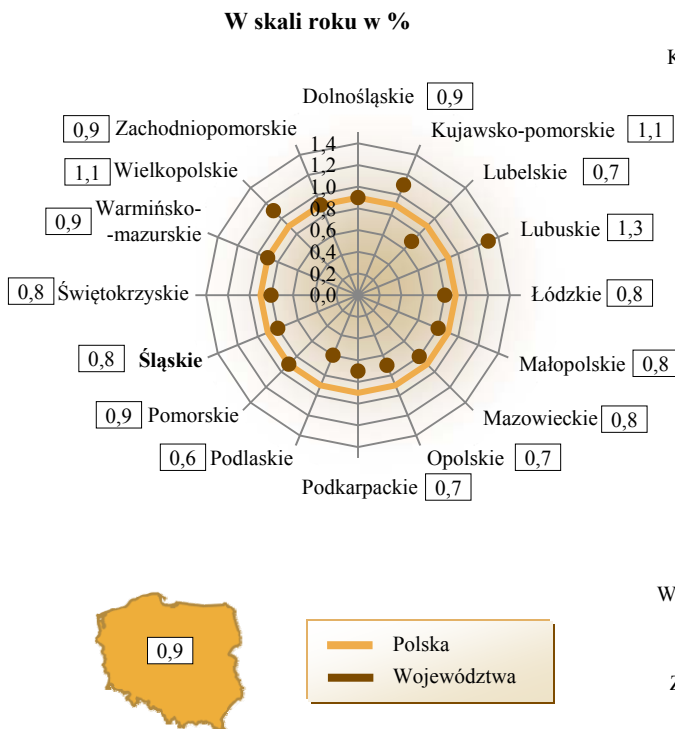 W skali roku w %
K
Dolnośląskie 0,9
Kujawsko-pomorskie 1,1
Lubelskie 0,7
Lubuskie 1,3
Łódzkie 0,8
Małopolskie 0,8
Mazowieckie 0,8
Opolskie 0,7
Podkarpackie 0,7
0,6 Podlaskie
0,9 Pomorskie
0,8 Śląskie
0,8 Świętokrzyskie
0,9 Warmińsko-
-mazurskie
1,1 Wielkopolskie
0,9 Zachodniopomorskie
1,4
1,2
1,0
0,8
0,6
0,4
0,2
0,0
W
0,9
Polska
Województwa
Z